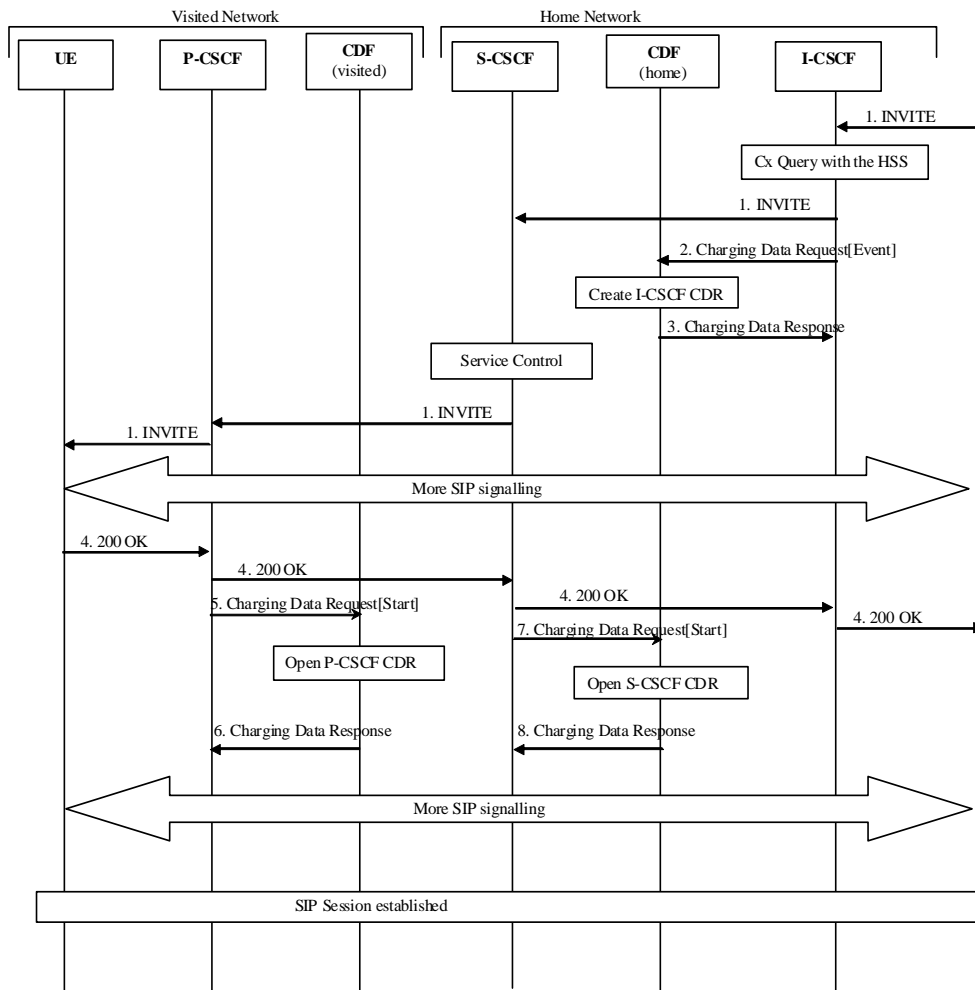 Visited Network
Home Network
UE
P-CSCF
CDF
(visited)
S-CSCF
CDF
(home)
I-CSCF
1. INVITE
Cx Query with the HSS
1. INVITE
2. Charging Data Request[Event]
Create I-CSCF CDR
3. Charging Data Response
Service Control
1. INVITE
1. INVITE
More SIP signalling
4. 200 OK
4. 200 OK
4. 200 OK
5. Charging Data Request[Start]
4. 200 OK
7. Charging Data Request[Start]
Open P-CSCF CDR
Open S-CSCF CDR
6. Charging Data Response
8. Charging Data Response
More SIP signalling
SIP Session established